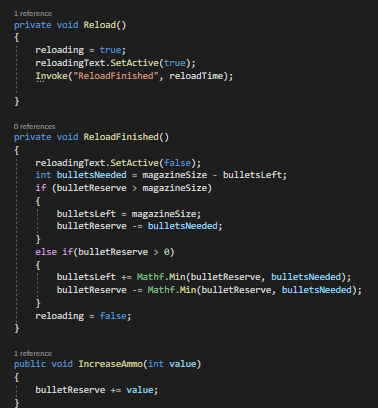 1 reference
private void Reload()
{
reloading = true;
reloadingText.SetActive(true);
Invoke("ReloadFinished", reloadTime);
}
0 references
private void ReloadFinished()
{
reloadingText.SetActive(false);
int bulletsNeeded = magazineSize - bulletsLeft;
if (bulletReserve > magazineSize)
{
bulletsLeft = magazineSize;
bulletReserve -= bulletsNeeded;
}
else if(bulletReserve > 0)
{
bulletsLeft += Mathf.Min(bulletReserve, bulletsNeeded);
bulletReserve -= Mathf.Min(bulletReserve, bulletsNeeded);
}
reloading = false;
}
1 reference
public void IncreaseAmmo(int value)
{
bulletReserve += value;
}